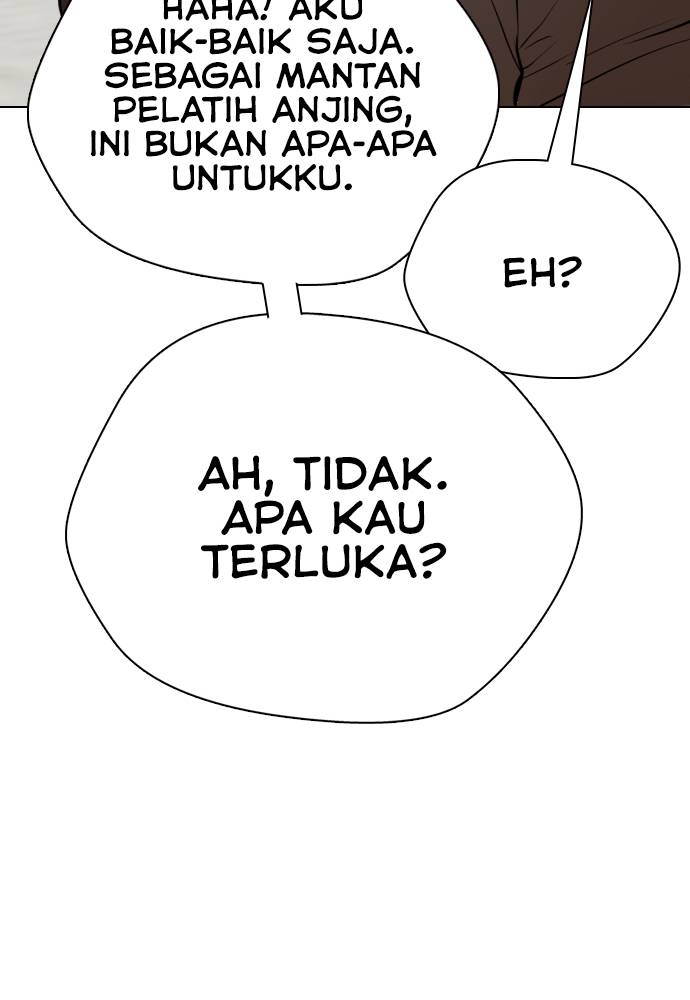 HAHA! AKU
BAIK-BAIK SAJA.
SEBAGAI MANTAN
PELATIH ANJING,
INI BUKAN APA-APA
UNTUKKU.
EH?
AH, TIDAK.
APA KAU
TERLUKA?